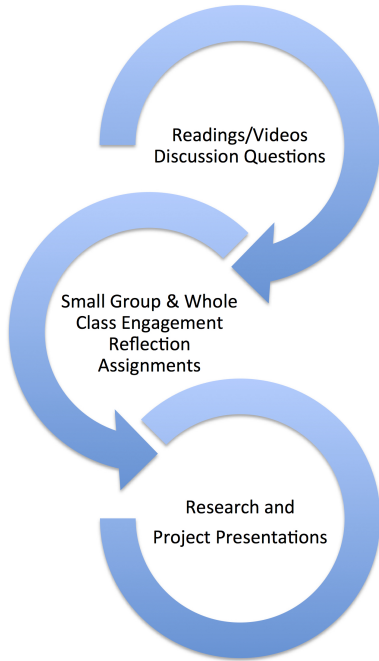 Readings/Videos
Discussion Questions
Small Group & Whole
Class Engagement
Reflection
Assignments
Research and
Project Presentations